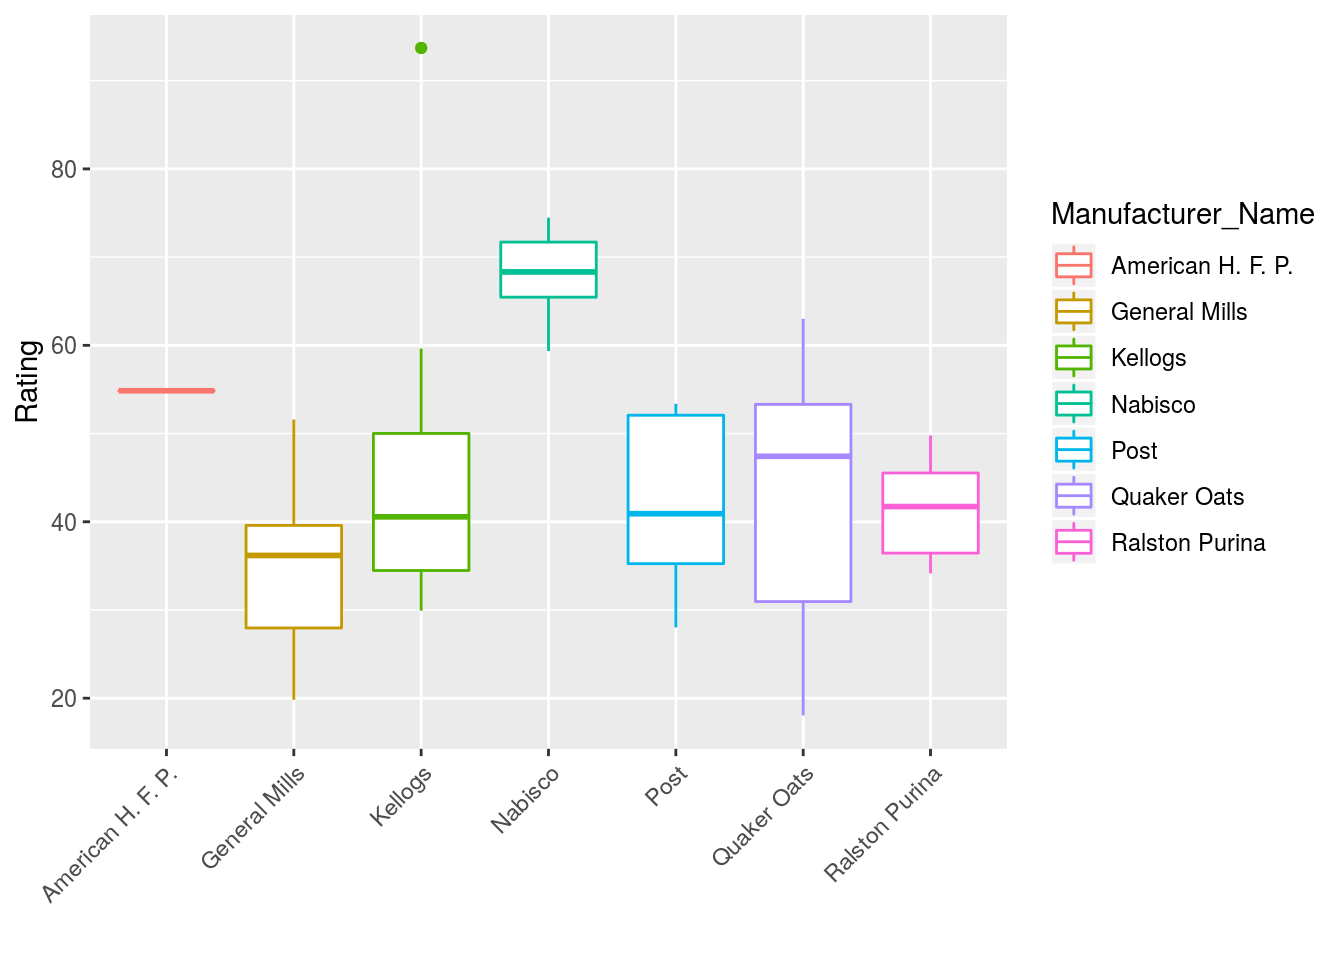 Rating
80
60
40
20
American H. F. P.
General Mills
Kellogs
Nabisco
Post
Quaker Oats
Ralston Purina
Manufacturer_Name
American H. F. P.
General Mills
Kellogs
Nabisco
Post
Quaker Oats
Ralston Purina